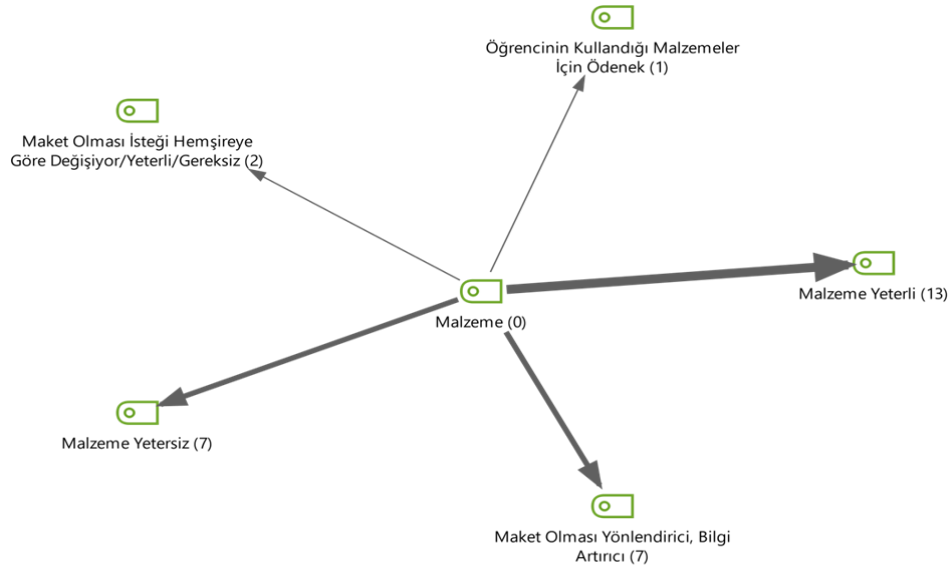 Öğrencinin Kullandığı Malzemeler
İçin Ödenek (1)
Maket Olması İsteği Hemşireye
Göre Değişiyor/Yeterli/Gereksiz (2)
Malzeme Yeterli (13)
Malzeme (0)
Malzeme Yetersiz (7)
Maket Olması Yönlendirici, Bilgi
Artırıcı (7)